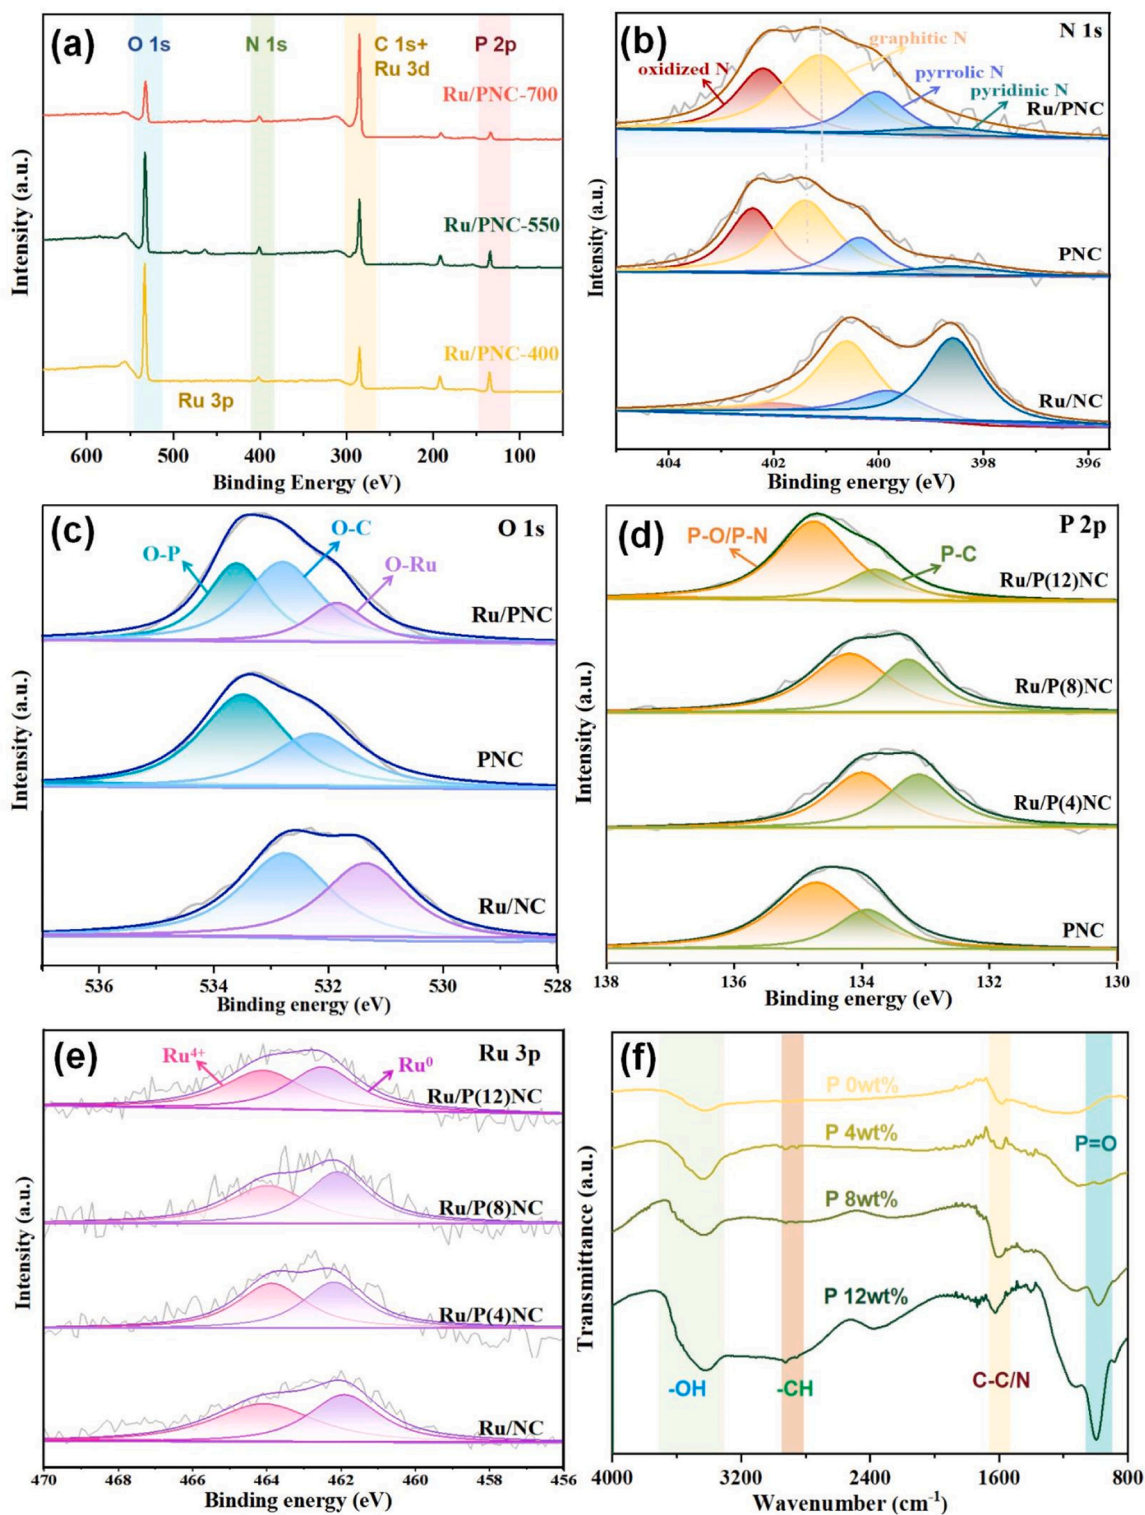 (a)
O 1s
N 1s
C 1s+
Ru 3d
P 2p
Ru/PNC-700
Ru/PNC-550
Ru/PNC-400
Ru 3p
Intensity (a.u.)
600 500 400 300 200 100
Binding Energy (eV)
(b)
N 1s
oxidized N
graphitic N
pyrrolic N
pyridinic N
Ru/PNC
PNC
Ru/NC
Intensity (a.u.)
404 402 400 398 396
Binding energy (eV)
(c)
O 1s
O-P
O-C
O-Ru
Ru/PNC
PNC
Ru/NC
Intensity (a.u.)
536 534 532 530 528
Binding energy (eV)
(d)
P 2p
P-O/P-N
P-C
Ru/P(12)NC
Ru/P(8)NC
Ru/P(4)NC
PNC
Intensity (a.u.)
138 136 134 132 130
Binding energy (eV)
(e)
Ru 3p
Ru⁴⁺
Ru⁰
Ru/P(12)NC
Ru/P(8)NC
Ru/P(4)NC
Ru/NC
Intensity (a.u.)
470 468 466 464 462 460 458 456
Binding energy (eV)
(f)
P 0wt%
P 4wt%
P=O
P 8wt%
P 12wt%
-OH
-CH
C-C/N
Transmittance (a.u.)
4000 3200 2400 1600 800
Wavenumber (cm⁻¹)